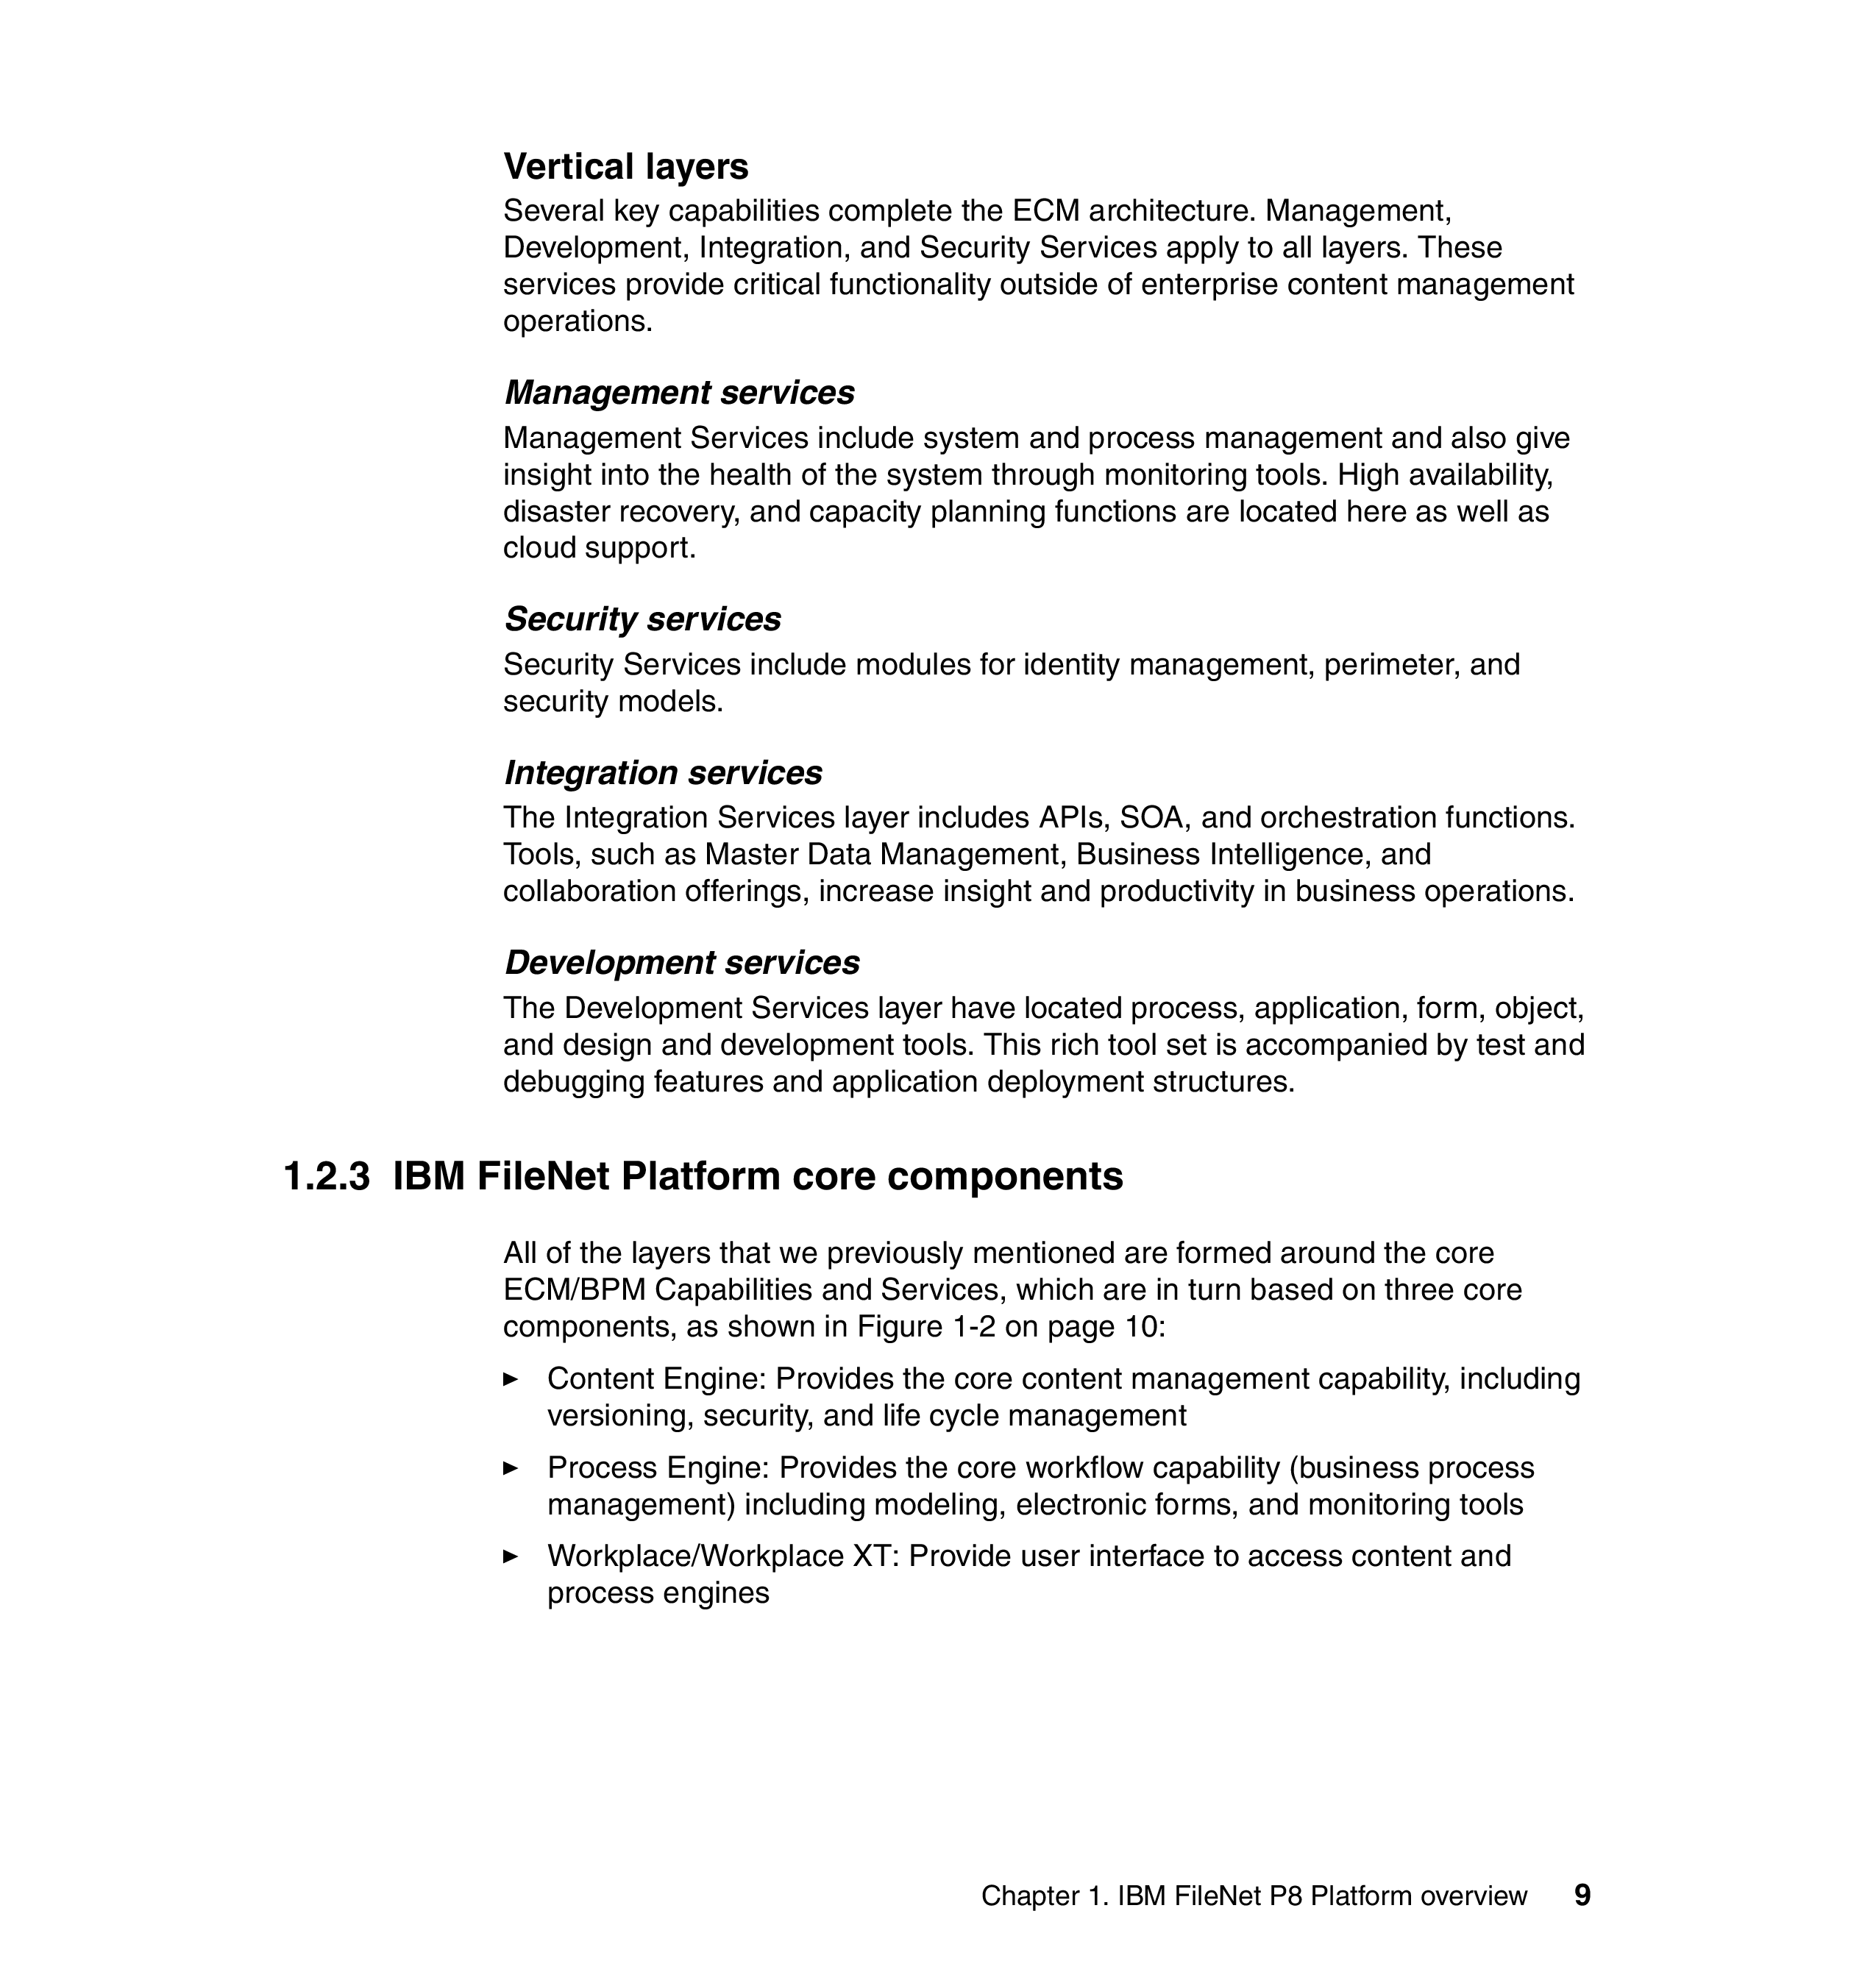 Vertical layers
Several key capabilities complete the ECM architecture. Management,
Development, Integration, and Security Services apply to all layers. These
services provide critical functionality outside of enterprise content management
operations.
Management services
Management Services include system and process management and also give
insight into the health of the system through monitoring tools. High availability,
disaster recovery, and capacity planning functions are located here as well as
cloud support.
Security services
Security Services include modules for identity management, perimeter, and
security models.
Integration services
The Integration Services layer includes APIs, SOA, and orchestration functions.
Tools, such as Master Data Management, Business Intelligence, and
collaboration offerings, increase insight and productivity in business operations.
Development services
The Development Services layer have located process, application, form, object,
and design and development tools. This rich tool set is accompanied by test and
debugging features and application deployment structures.
1.2.3 IBM FileNet Platform core components
All of the layers that we previously mentioned are formed around the core
ECM/BPM Capabilities and Services, which are in turn based on three core
components, as shown in Figure 1-2 on page 10:
► Content Engine: Provides the core content management capability, including
versioning, security, and life cycle management
► Process Engine: Provides the core workflow capability (business process
management) including modeling, electronic forms, and monitoring tools
► Workplace/Workplace XT: Provide user interface to access content and
process engines
Chapter 1. IBM FileNet P8 Platform overview 9